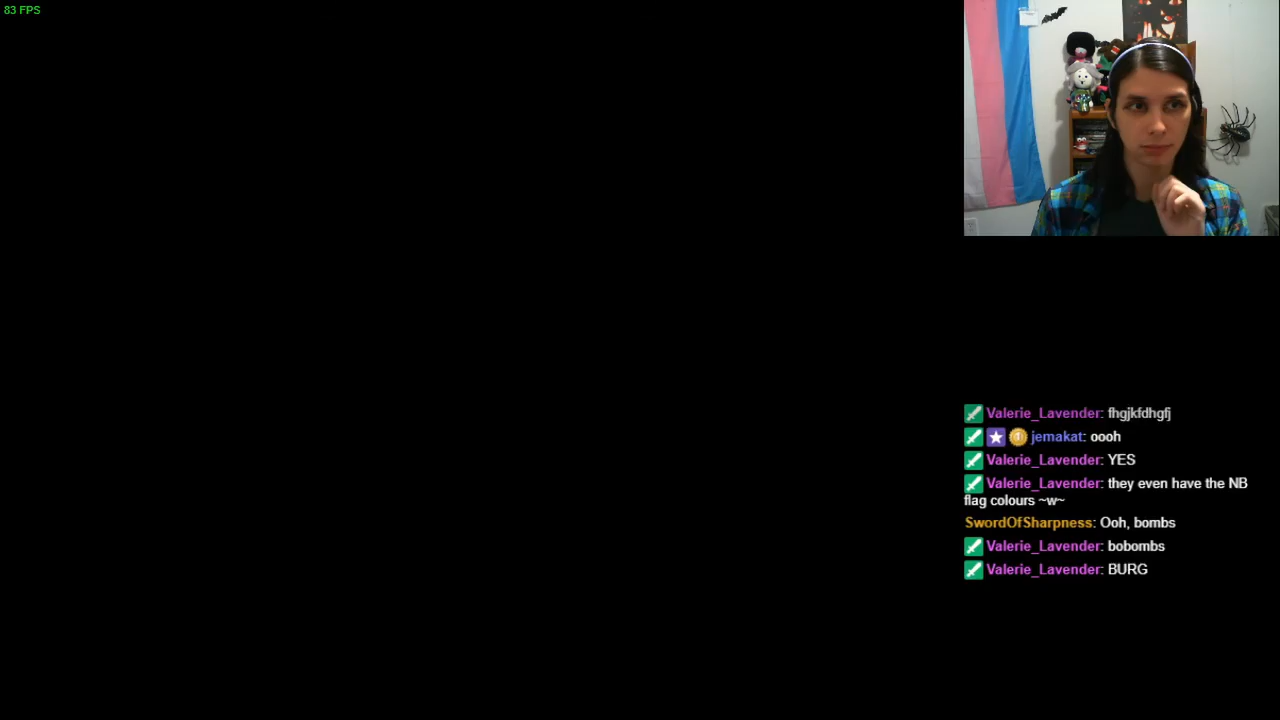 83 FPS
Valerie_Lavender: fhgjkfdhgfj
jemakat: oooh
Valerie_Lavender: YES
Valerie_Lavender: they even have the NB
flag colours ~w~
SwordOfSharpness: Ooh, bombs
Valerie_Lavender: bobombs
Valerie_Lavender: BURG